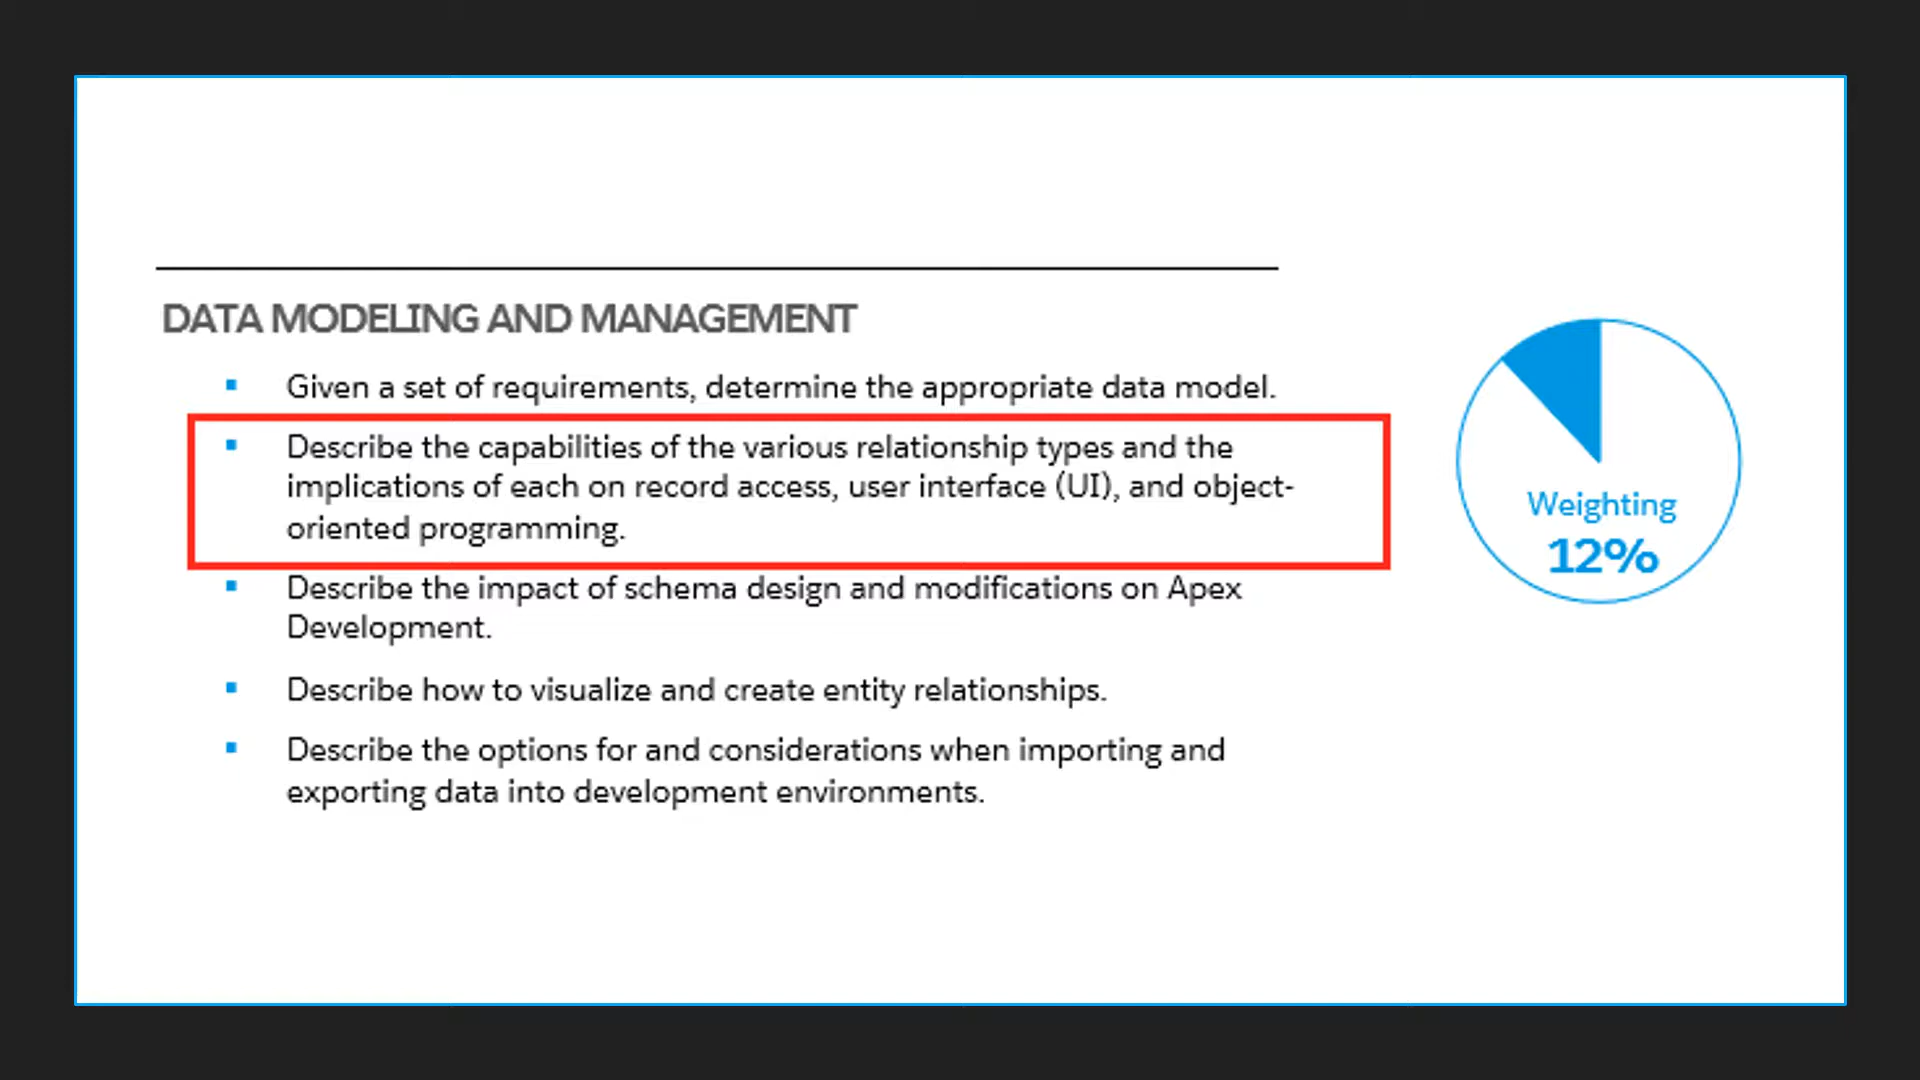 DATA MODELING AND MANAGEMENT
Given a set of requirements, determine the appropriate data model.
Describe the capabilities of the various relationship types and the
implications of each on record access, user interface (UI), and object-
oriented programming.
Describe the impact of schema design and modifications on Apex
Development.
Describe how to visualize and create entity relationships.
Describe the options for and considerations when importing and
exporting data into development environments.
Weighting
12%